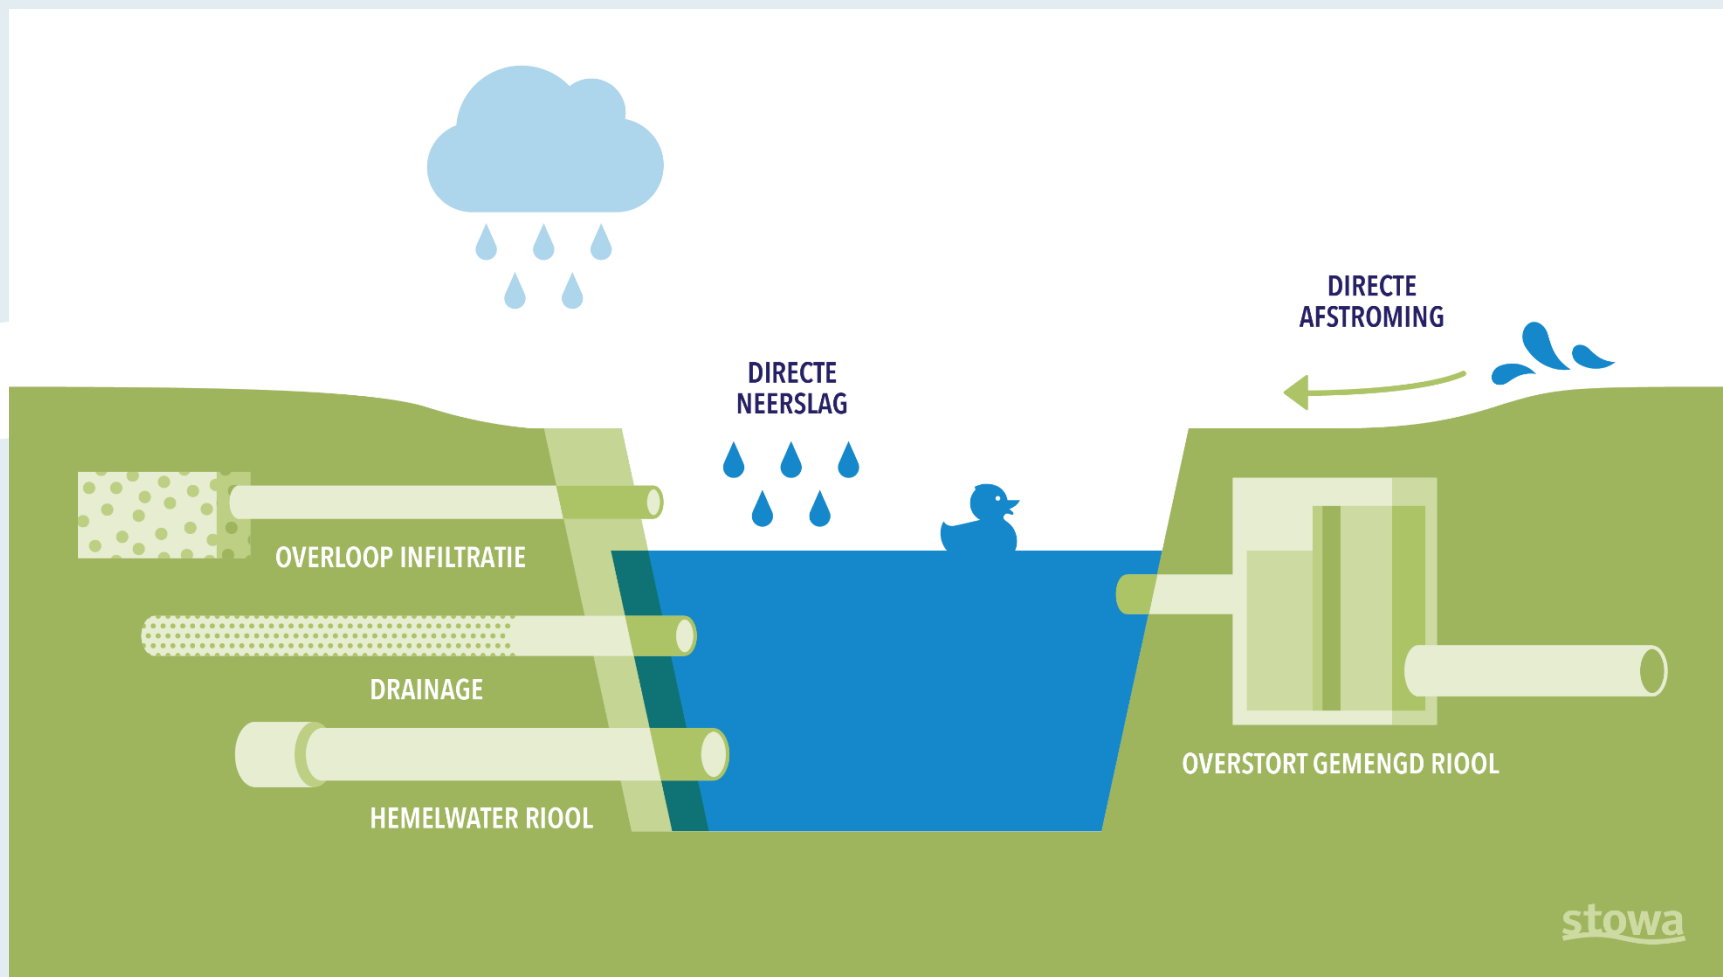 DIRECTE
AFSTROMING
DIRECTE
NEERSLAG
OVERLOOP INFILTRATIE
DRAINAGE
HEMELWATER RIOOL
OVERSTORT GEMENGD RIOOL
stowa